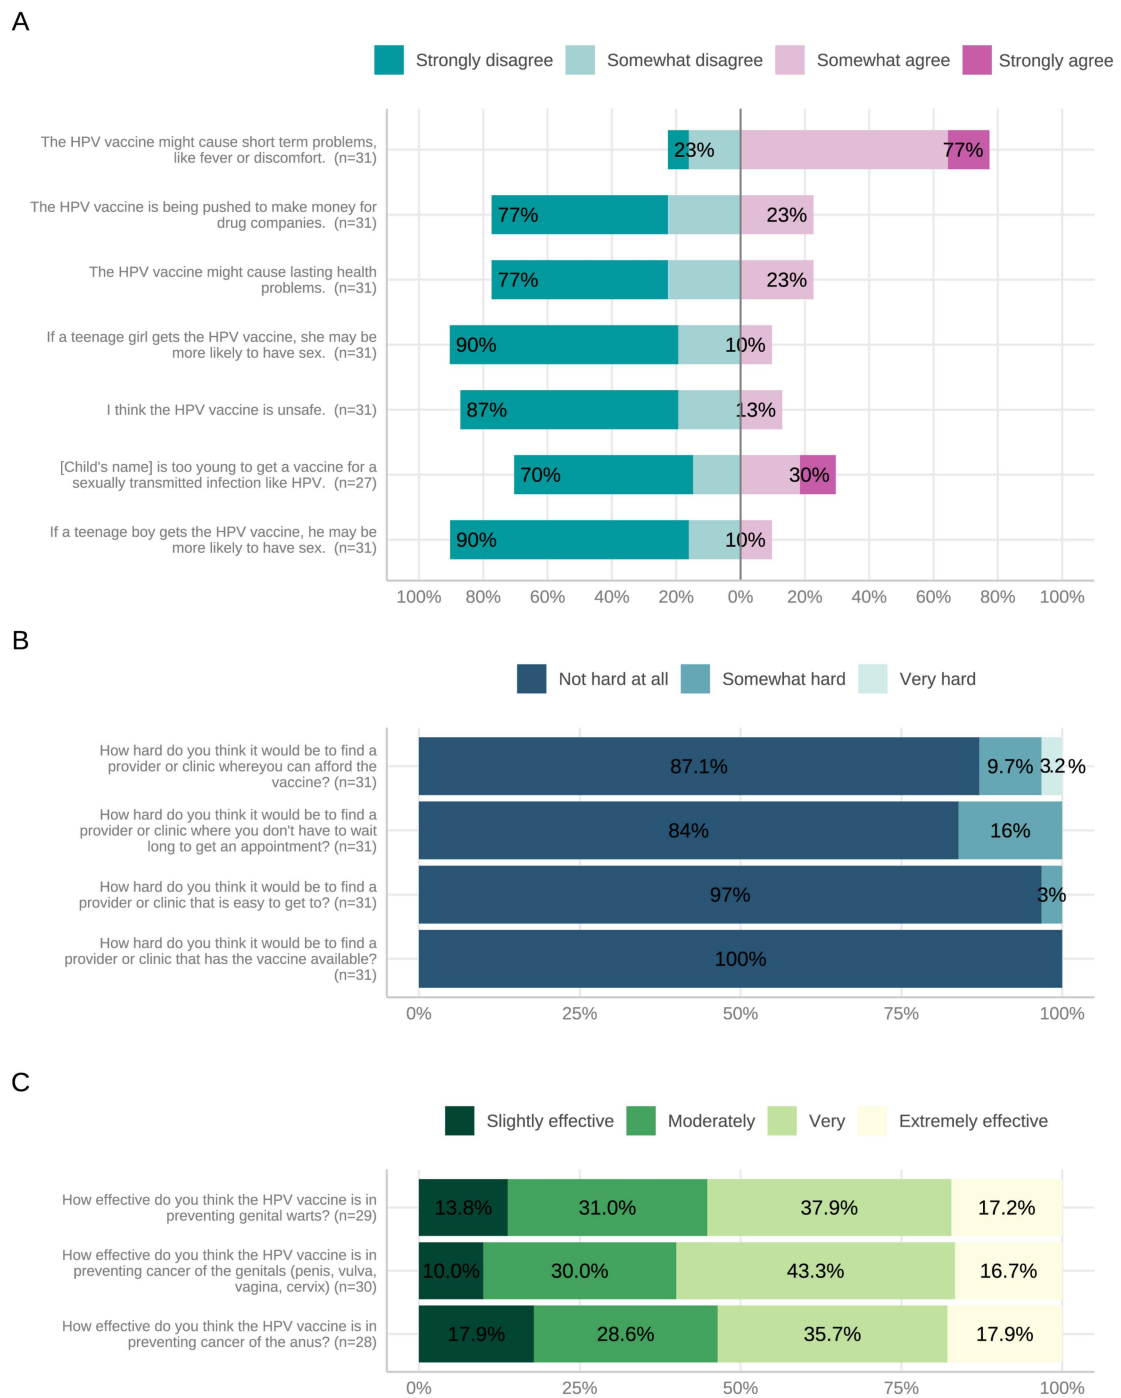 A
Strongly disagree Somewhat disagree Somewhat agree Strongly agree
The HPV vaccine might cause short term problems,
like fever or discomfort. (n=31)
23% 77%
The HPV vaccine is being pushed to make money for
drug companies. (n=31)
77% 23%
The HPV vaccine might cause lasting health
problems. (n=31)
77% 23%
If a teenage girl gets the HPV vaccine, she may be
more likely to have sex. (n=31)
90% 10%
I think the HPV vaccine is unsafe. (n=31)
87% 13%
[Child's name] is too young to get a vaccine for a
sexually transmitted infection like HPV. (n=27)
70% 30%
If a teenage boy gets the HPV vaccine, he may be
more likely to have sex. (n=31)
90% 10%
100% 80% 60% 40% 20% 0% 20% 40% 60% 80% 100%
B
Not hard at all Somewhat hard Very hard
How hard do you think it would be to find a
provider or clinic whereyou can afford the
vaccine? (n=31)
87.1% 9.7% 3.2%
How hard do you think it would be to find a
provider or clinic where you don't have to wait
long to get an appointment? (n=31)
84% 16%
How hard do you think it would be to find a
provider or clinic that is easy to get to? (n=31)
97% 3%
How hard do you think it would be to find a
provider or clinic that has the vaccine available?
(n=31)
100%
0% 25% 50% 75% 100%
C
Slightly effective Moderately Very Extremely effective
How effective do you think the HPV vaccine is in
preventing genital warts? (n=29)
13.8% 31.0% 37.9% 17.2%
How effective do you think the HPV vaccine is in
preventing cancer of the genitals (penis, vulva,
vagina, cervix) (n=30)
10.0% 30.0% 43.3% 16.7%
How effective do you think the HPV vaccine is in
preventing cancer of the anus? (n=28)
17.9% 28.6% 35.7% 17.9%
0% 25% 50% 75% 100%